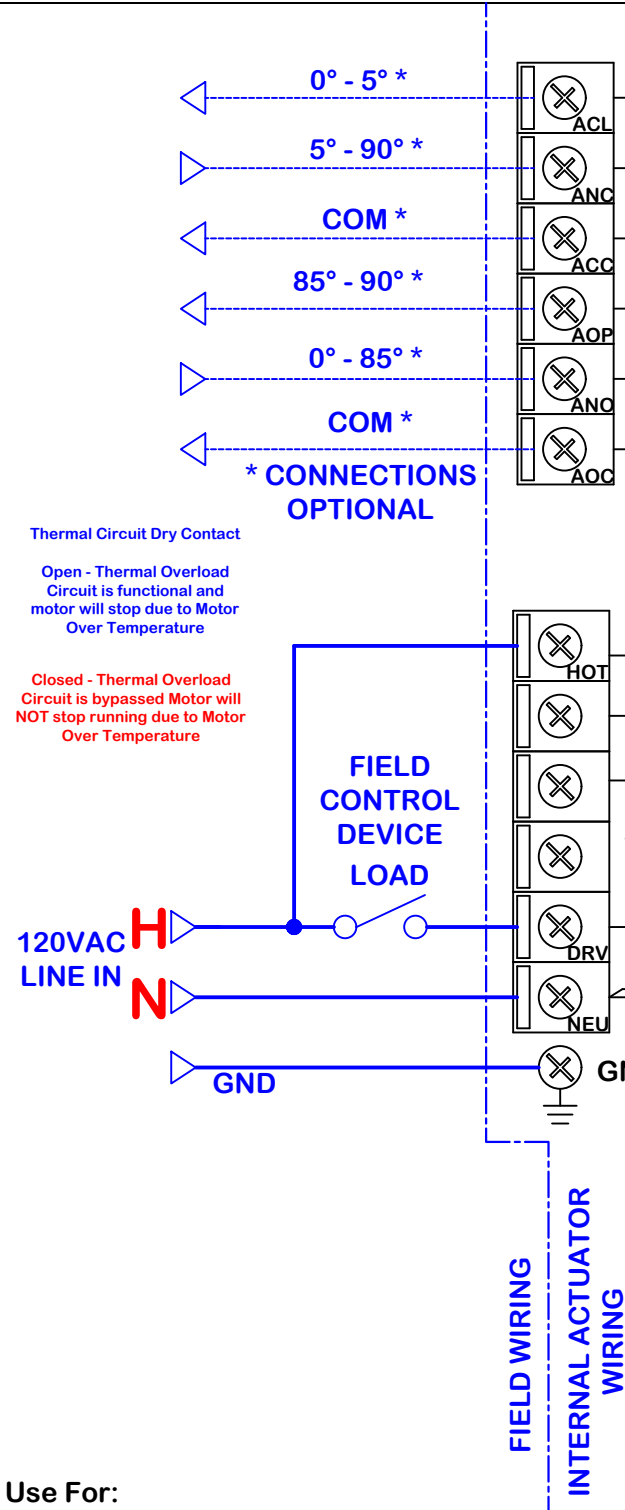 0° - 5° *
ACL
5° - 90° *
ANC
COM *
ACC
85° - 90° *
AOP
0° - 85° *
ANO
COM *
AOC
* CONNECTIONS
OPTIONAL
Thermal Circuit Dry Contact
Open - Thermal Overload
Circuit is functional and
motor will stop due to Motor
Over Temperature
Closed - Thermal Overload
Circuit is bypassed Motor will
NOT stop running due to Motor
Over Temperature
HOT
FIELD
CONTROL
DEVICE
LOAD
120VAC
LINE IN
H
DRV
N
NEU
GND
FIELD WIRING
INTERNAL ACTUATOR
WIRING
Use For: